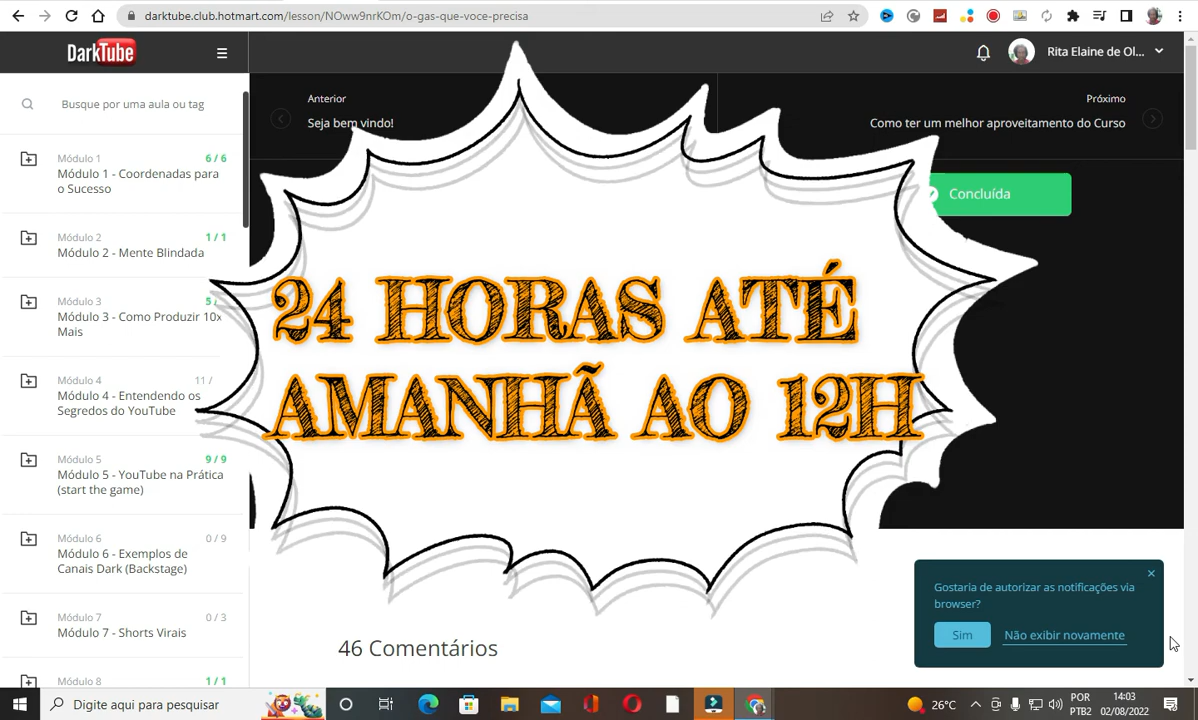 darktube.club.hotmart.com/lesson/NOww9nrKOm/o-gas-que-voce-precisa
DarkTube
Rita Elaine de Ol...
Busque por uma aula ou tag
Anterior
Seja bem vindo!
Próximo
Como ter um melhor aproveitamento do Curso
Concluída
Módulo 1
6 / 6
Módulo 1 - Coordenadas para
o Sucesso
Módulo 2
1 / 1
Módulo 2 - Mente Blindada
Módulo 3
5 /
Módulo 3 - Como Produzir 10x
Mais
Módulo 4
11 /
Módulo 4 - Entendendo os
Segredos do YouTube
Módulo 5
9 / 9
Módulo 5 - YouTube na Prática
(start the game)
Módulo 6
0 / 9
Módulo 6 - Exemplos de
Canais Dark (Backstage)
Módulo 7
0 / 3
Módulo 7 - Shorts Virais
Módulo 8
1 / 1
24 HORAS ATÉ
AMANHÃ AO 12H
46 Comentários
Gostaria de autorizar as notificações via
browser?
Sim
Não exibir novamente
Digite aqui para pesquisar
26°C
POR
PTB2
14:03
02/08/2022